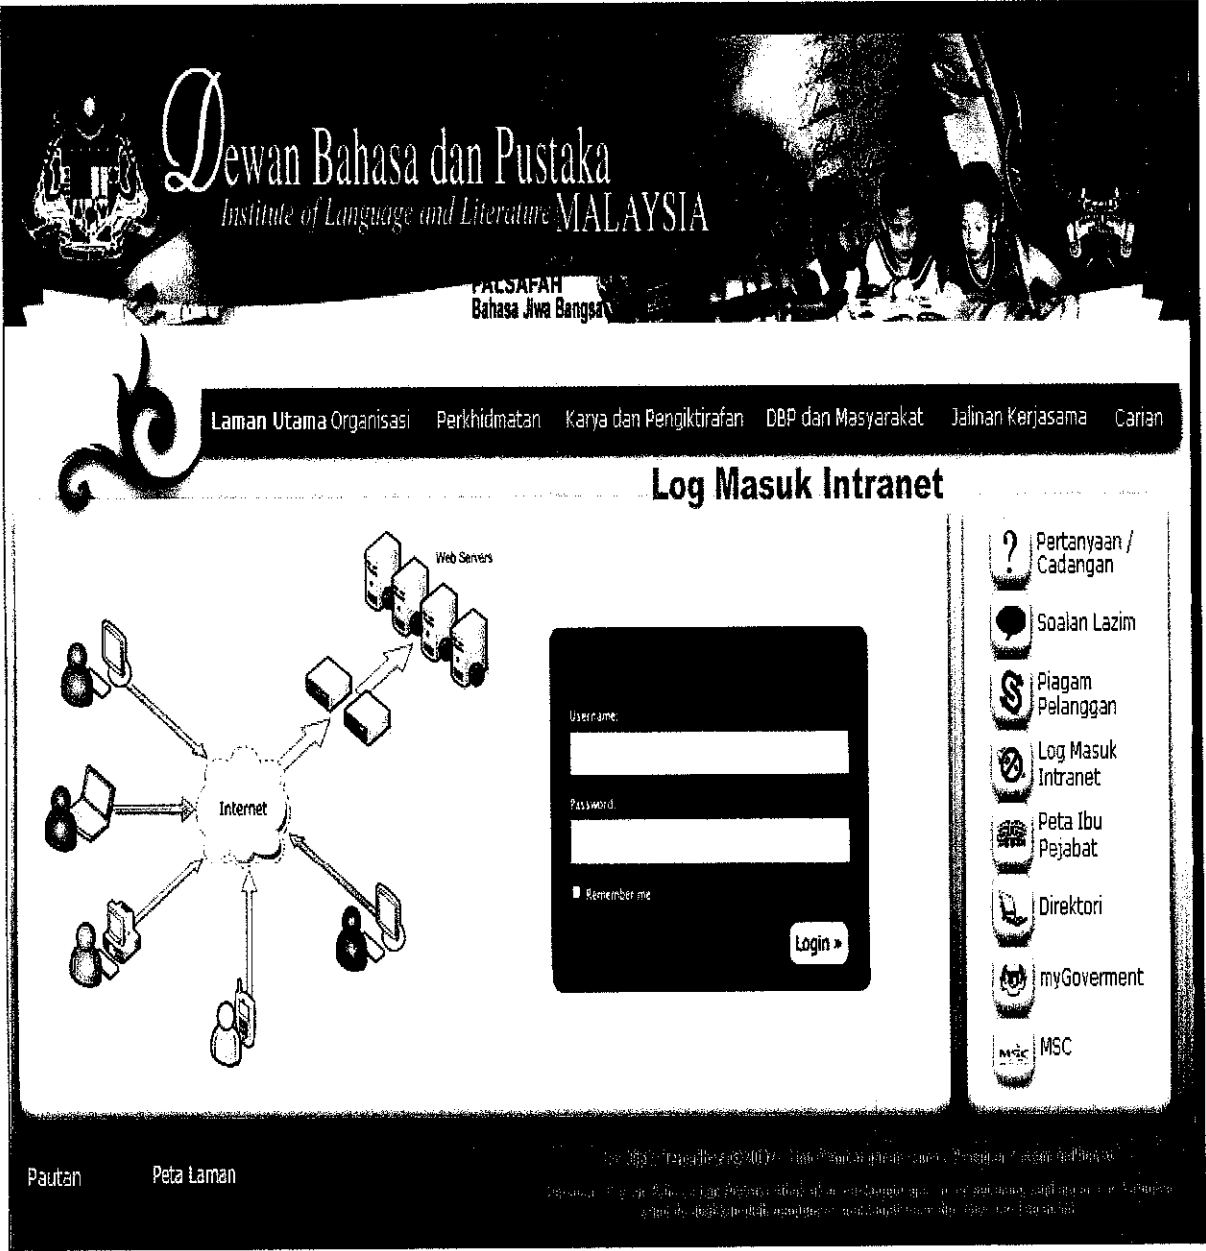 Dewan Bahasa dan Pustaka
Institute of Language and Literature MALAYSIA
FALSAFAH
Bahasa Jiwa Bangsa
Laman Utama Organisasi Perkhidmatan Karya dan Pengiktirafan DBP dan Masyarakat Jalinan Kerjasama Carian
Log Masuk Intranet
Web Servers
Internet
Username:
Password:
Remember me
Login »
Pertanyaan /
Cadangan
Soalan Lazim
Piagam
Pelanggan
Log Masuk
Intranet
Peta Ibu
Pejabat
Direktori
myGoverment
MSC
MSC
Pautan
Peta Laman